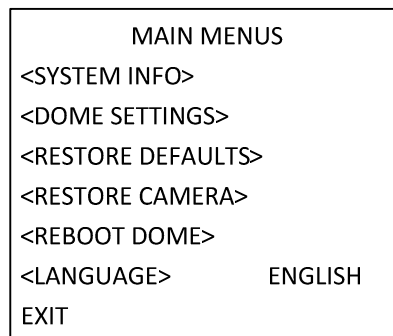 MAIN MENUS
<SYSTEM INFO>
<DOME SETTINGS>
<RESTORE DEFAULTS>
<RESTORE CAMERA>
<REBOOT DOME>
<LANGUAGE> ENGLISH
EXIT